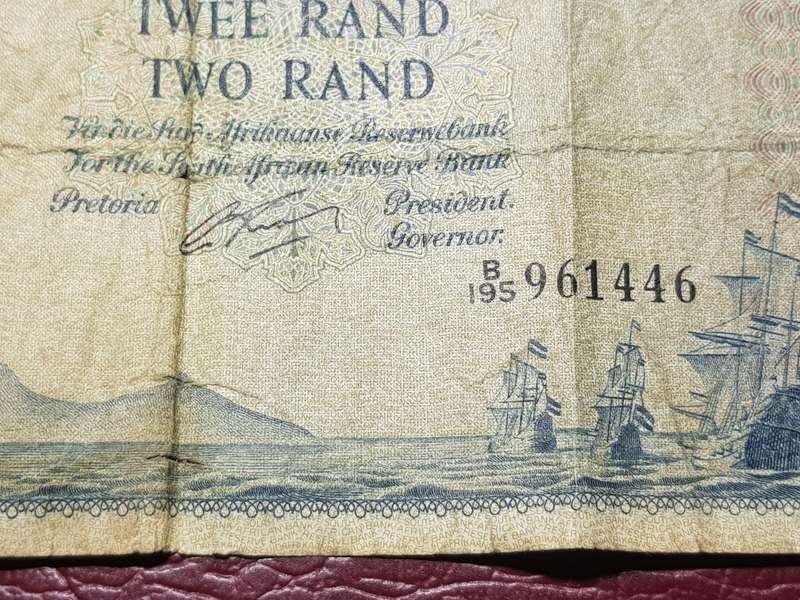 TWEE RAND
TWO RAND
Vir die Suid-Afrikaanse Reserwebank
For the South African Reserve Bank
Pretoria President.
Governor.
B/195 961446